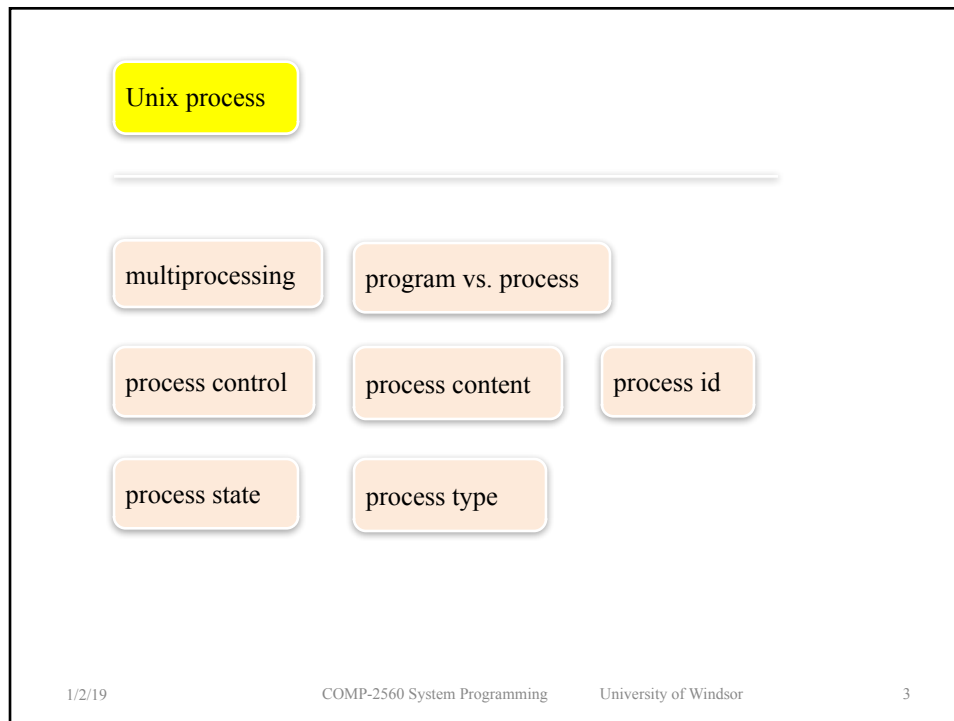 Unix process
multiprocessing program vs. process
process control process content process id
process state process type
1/2/19 COMP-2560 System Programming University of Windsor 3